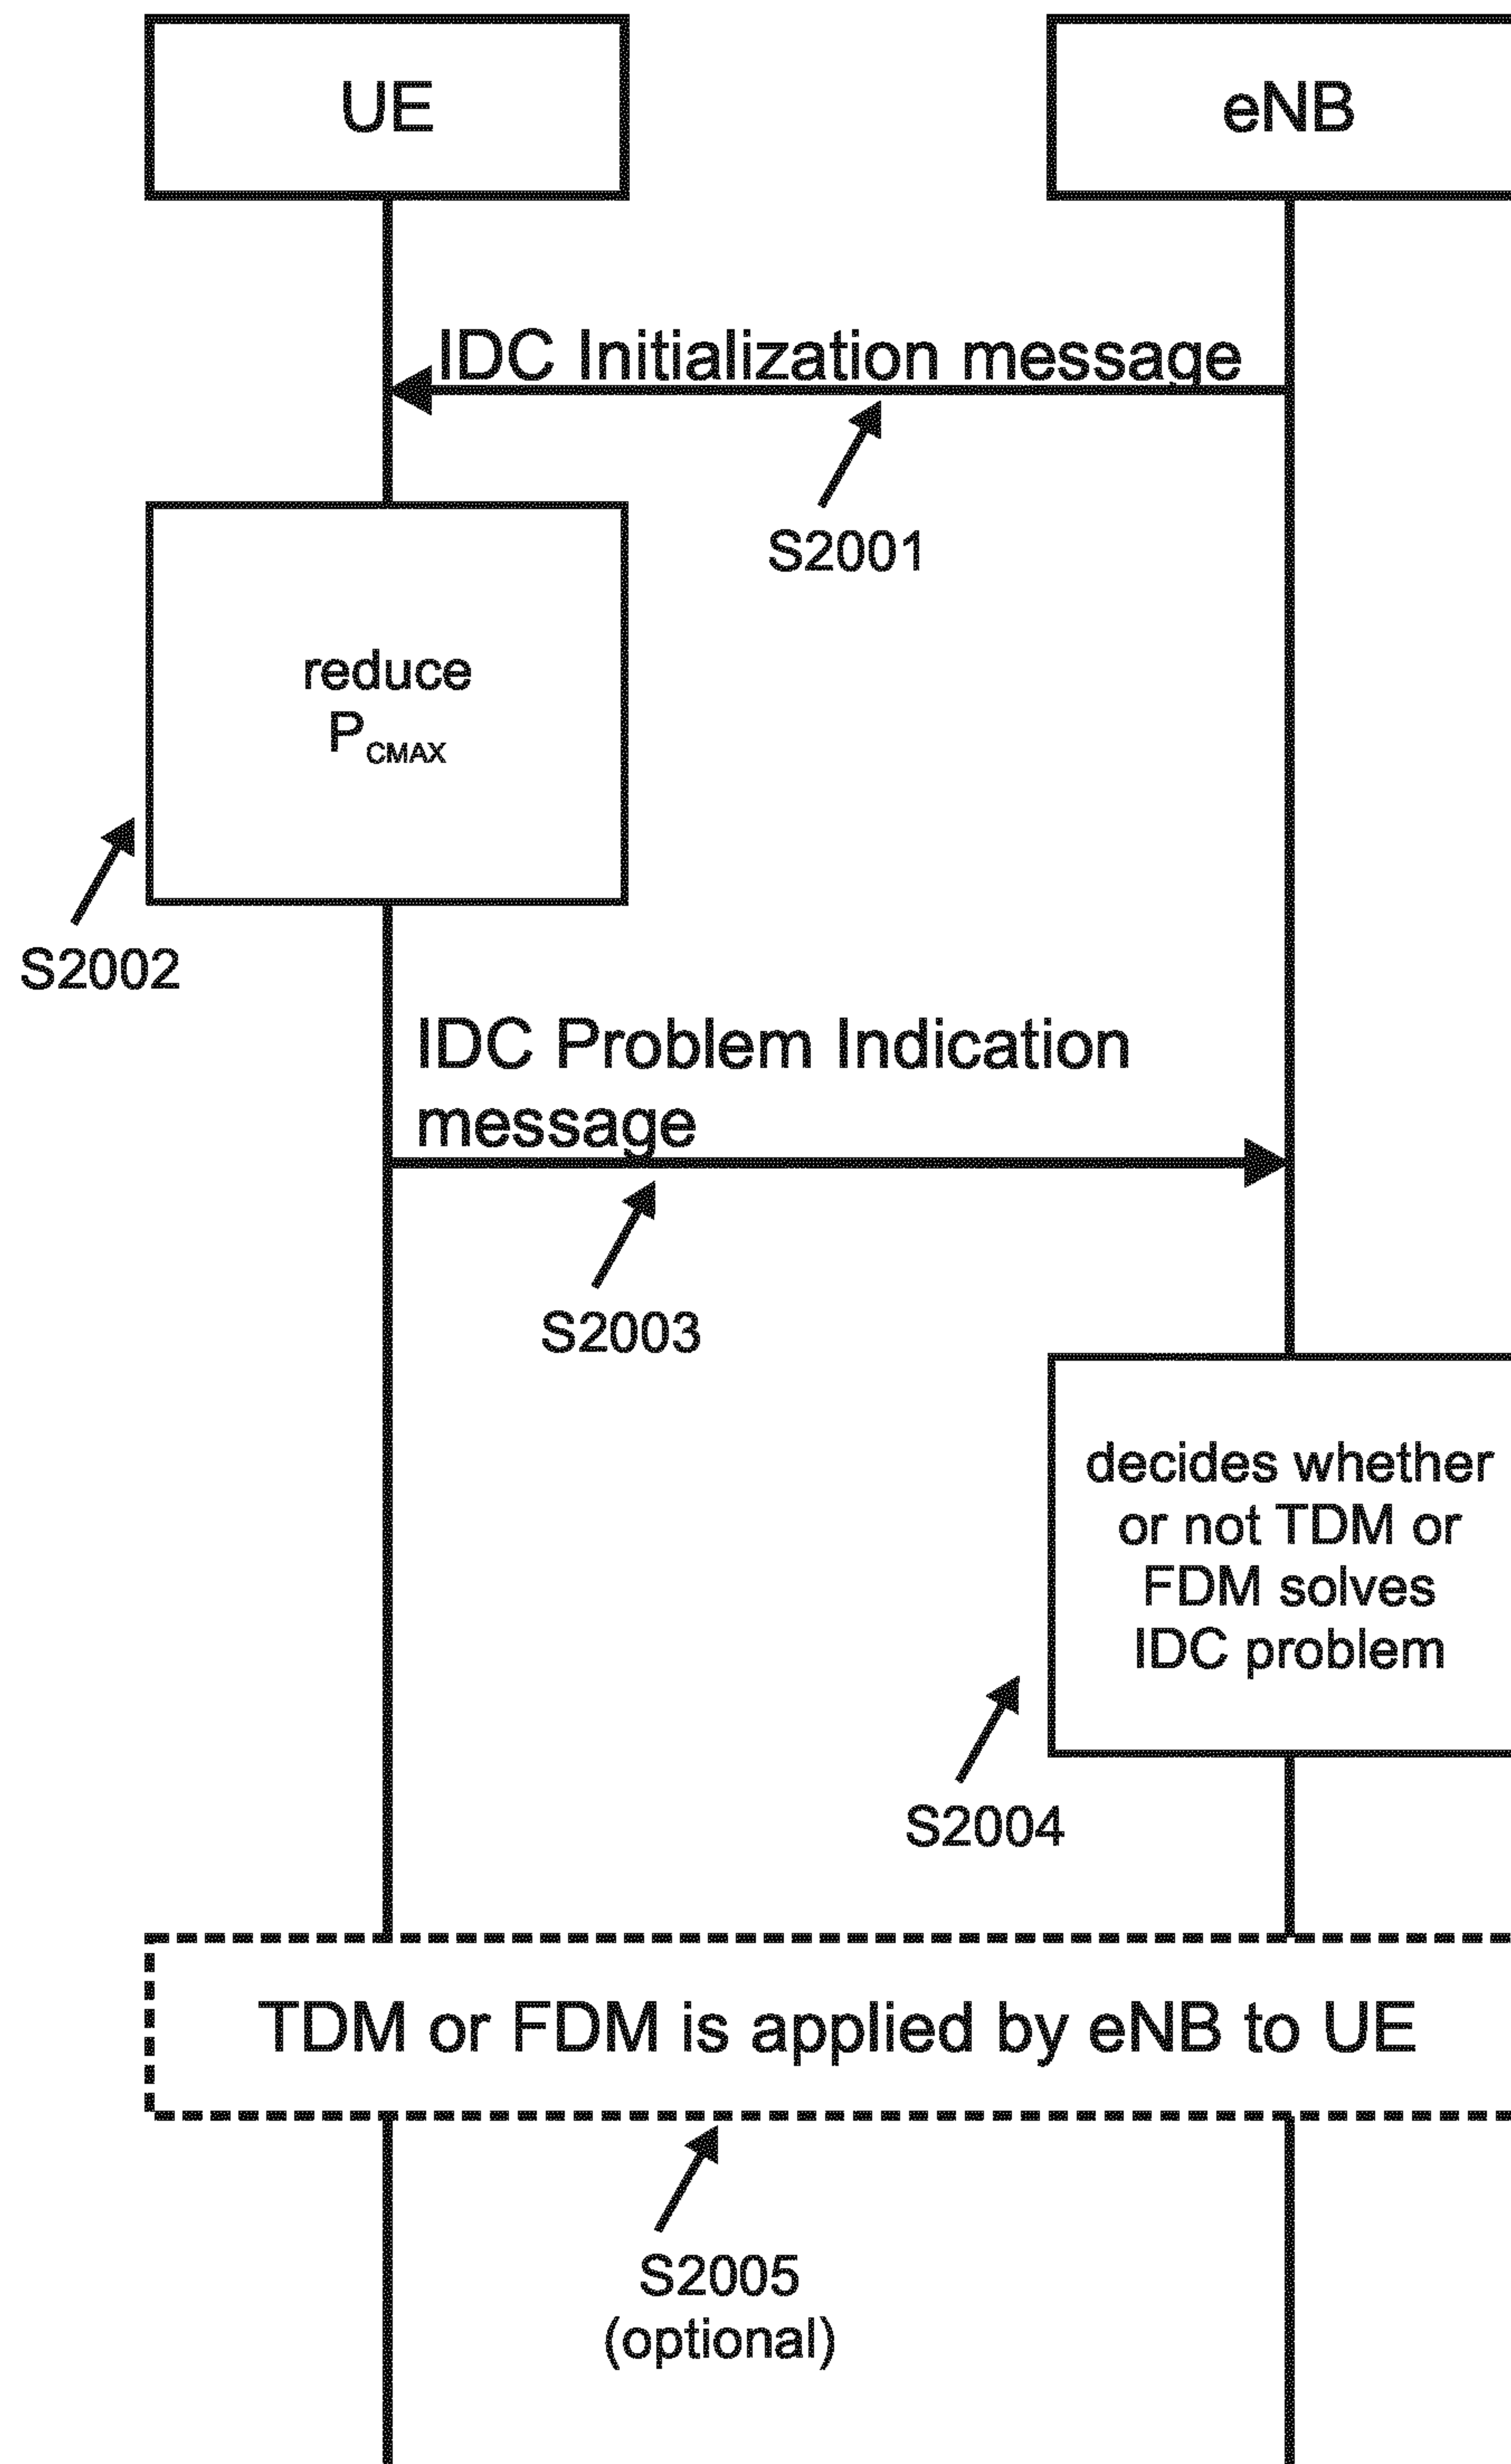 UE
eNB
IDC Initialization message
S2001
reduce
PCMAX
S2002
IDC Problem Indication
message
S2003
decides whether
or not TDM or
FDM solves
IDC problem
S2004
TDM or FDM is applied by eNB to UE
S2005
(optional)